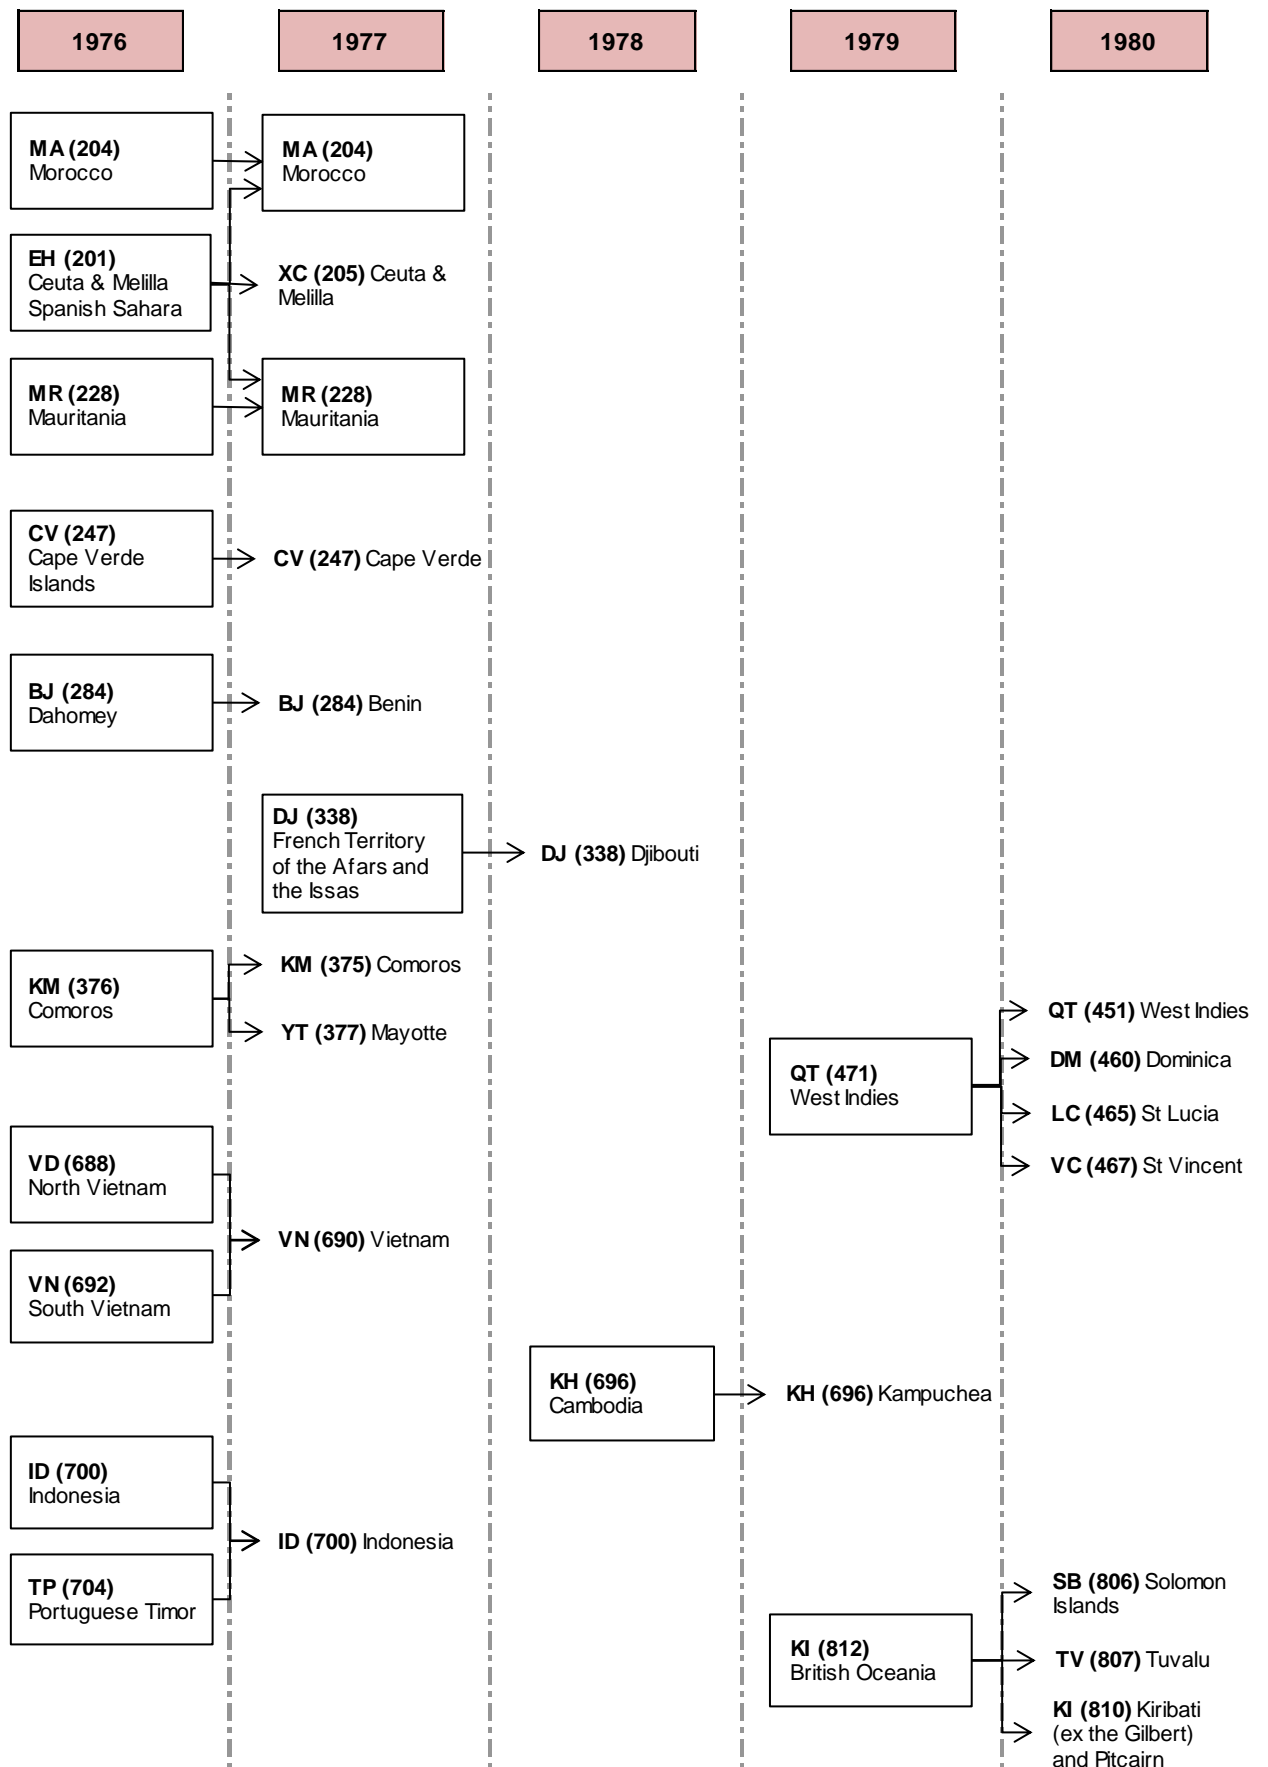 1976
1977
1978
1979
1980
MA (204)
Morocco
MA (204)
Morocco
EH (201)
Ceuta & Melilla
Spanish Sahara
XC (205) Ceuta &
Melilla
MR (228)
Mauritania
MR (228)
Mauritania
CV (247)
Cape Verde
Islands
CV (247) Cape Verde
BJ (284)
Dahomey
BJ (284) Benin
DJ (338)
French Territory
of the Afars and
the Issas
DJ (338) Djibouti
KM (376)
Comoros
KM (375) Comoros
YT (377) Mayotte
QT (471)
West Indies
QT (451) West Indies
DM (460) Dominica
LC (465) St Lucia
VC (467) St Vincent
VD (688)
North Vietnam
VN (692)
South Vietnam
VN (690) Vietnam
KH (696)
Cambodia
KH (696) Kampuchea
ID (700)
Indonesia
TP (704)
Portuguese Timor
ID (700) Indonesia
KI (812)
British Oceania
SB (806) Solomon
Islands
TV (807) Tuvalu
KI (810) Kiribati
(ex the Gilbert)
and Pitcairn